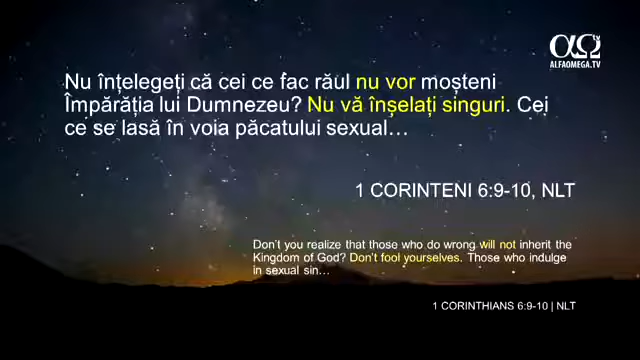 ALFAOMEGA.TV
Nu înțelegeți că cei ce fac răul nu vor moșteni
Împărăția lui Dumnezeu? Nu vă înșelați singuri. Cei
ce se lasă în voia păcatului sexual…
1 CORINTENI 6:9-10, NLT
Don't you realize that those who do wrong will not inherit the
Kingdom of God? Don't fool yourselves. Those who indulge
in sexual sin…
1 CORINTHIANS 6:9-10 | NLT